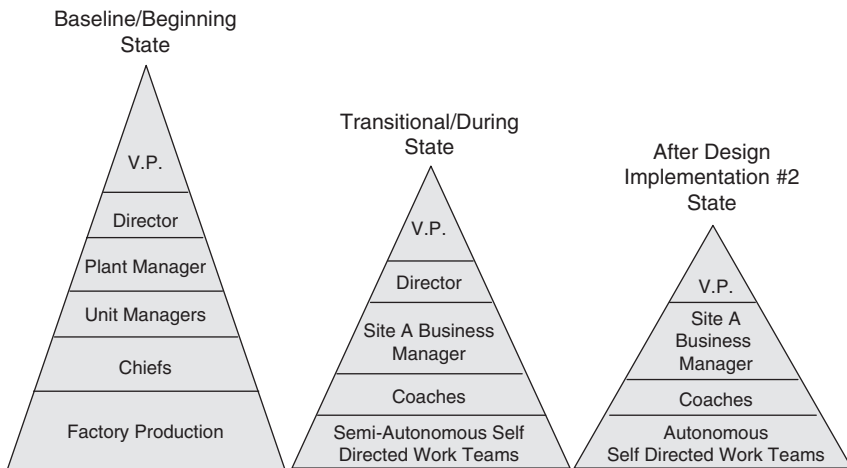 Baseline/Beginning
State
V.P.
Director
Plant Manager
Unit Managers
Chiefs
Factory Production
Transitional/During
State
V.P.
Director
Site A Business
Manager
Coaches
Semi-Autonomous Self
Directed Work Teams
After Design
Implementation #2
State
V.P.
Site A
Business
Manager
Coaches
Autonomous
Self Directed Work Teams